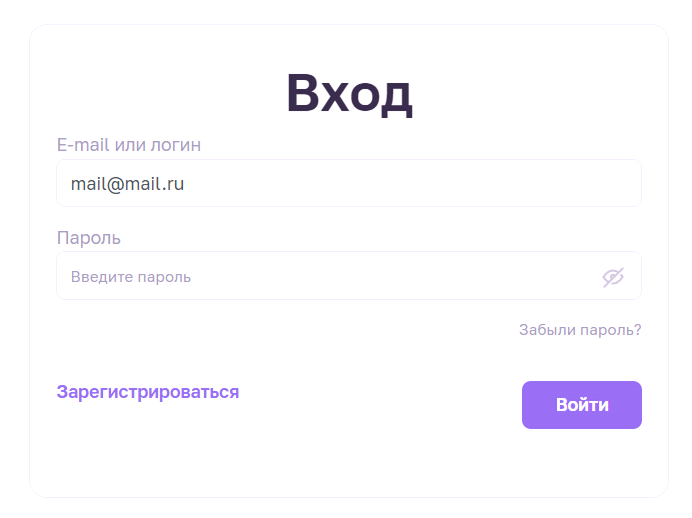 Вход
E-mail или логин
mail@mail.ru
Пароль
Введите пароль
Забыли пароль?
Зарегистрироваться
Войти